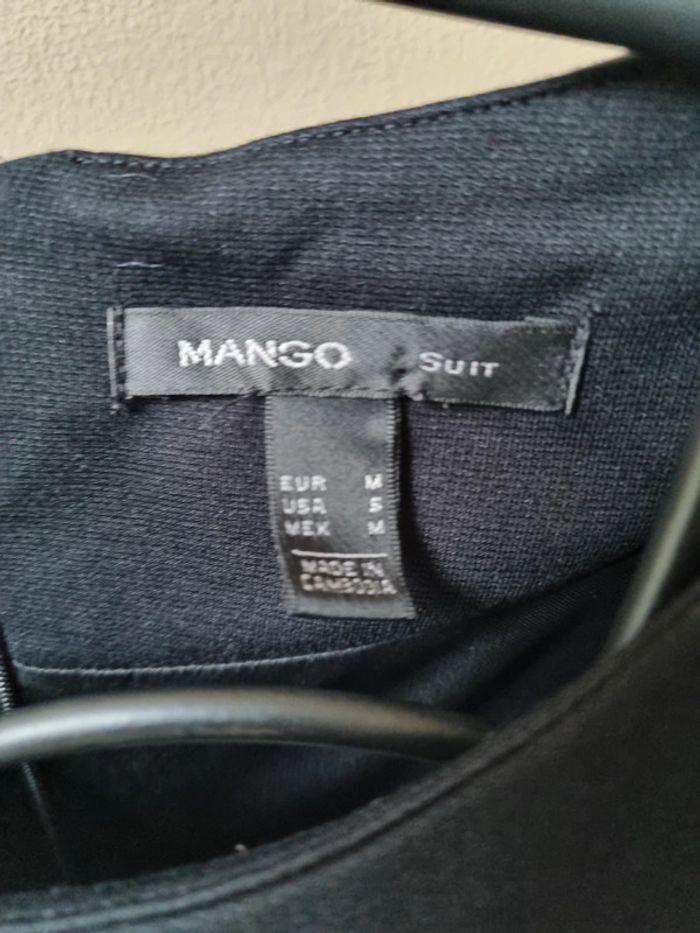 MANGO SUIT
EUR M
USA S
MEX M
MADE IN
CAMBODIA